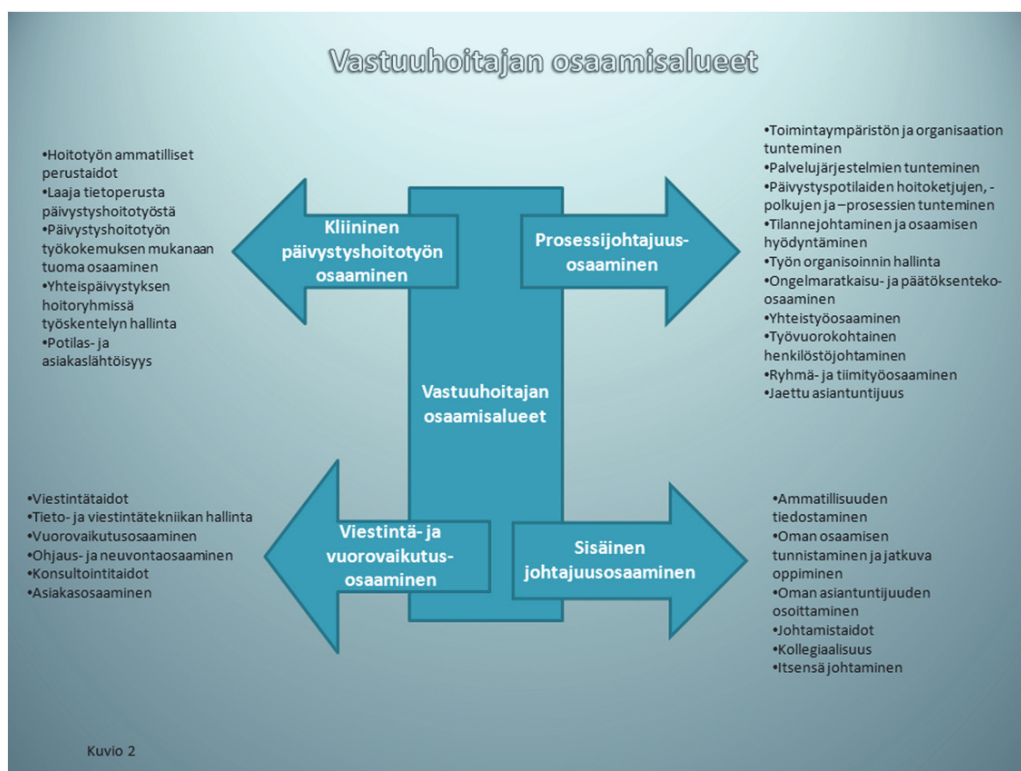 Vastuuhoitajan osaamisalueet
•Hoitotyön ammatilliset
perustaidot
•Laaja tietoperusta
päivystyshoitotyöstä
•Päivystyshoitotyön
työkokemuksen mukanaan
tuoma osaaminen
•Yhteispäivystyksen
hoitoryhmissä
työskentelyn hallinta
•Potilas- ja
asiakaslähtöisyys
Kliininen
päivystyshoitotyön
osaaminen
Prosessijohtajuus-
osaaminen
•Toimintaympäristön ja organisaation
tunteminen
•Palvelujärjestelmien tunteminen
•Päivystyspotilaiden hoitoketjujen, -
polkujen ja –prosessien tunteminen
•Tilannejohtaminen ja osaamisen
hyödyntäminen
•Työn organisoinnin hallinta
•Ongelmaratkaisu- ja päätöksenteko-
osaaminen
•Yhteistyöosaaminen
•Työvuorokohtainen
henkilöstöjohtaminen
•Ryhmä- ja tiimityöosaaminen
•Jaettu asiantuntijuus
Vastuuhoitajan
osaamisalueet
•Viestintätaidot
•Tieto- ja viestintätekniikan hallinta
•Vuorovaikutusosaaminen
•Ohjaus- ja neuvontaosaaminen
•Konsultointitaidot
•Asiakasosaaminen
Viestintä- ja
vuorovaikutus-
osaaminen
Sisäinen
johtajuusosaaminen
•Ammatillisuuden
tiedostaminen
•Oman osaamisen
tunnistaminen ja jatkuva
oppiminen
•Oman asiantuntijuuden
osoittaminen
•Johtamistaidot
•Kollegiaalisuus
•Itsensä johtaminen
Kuvio 2